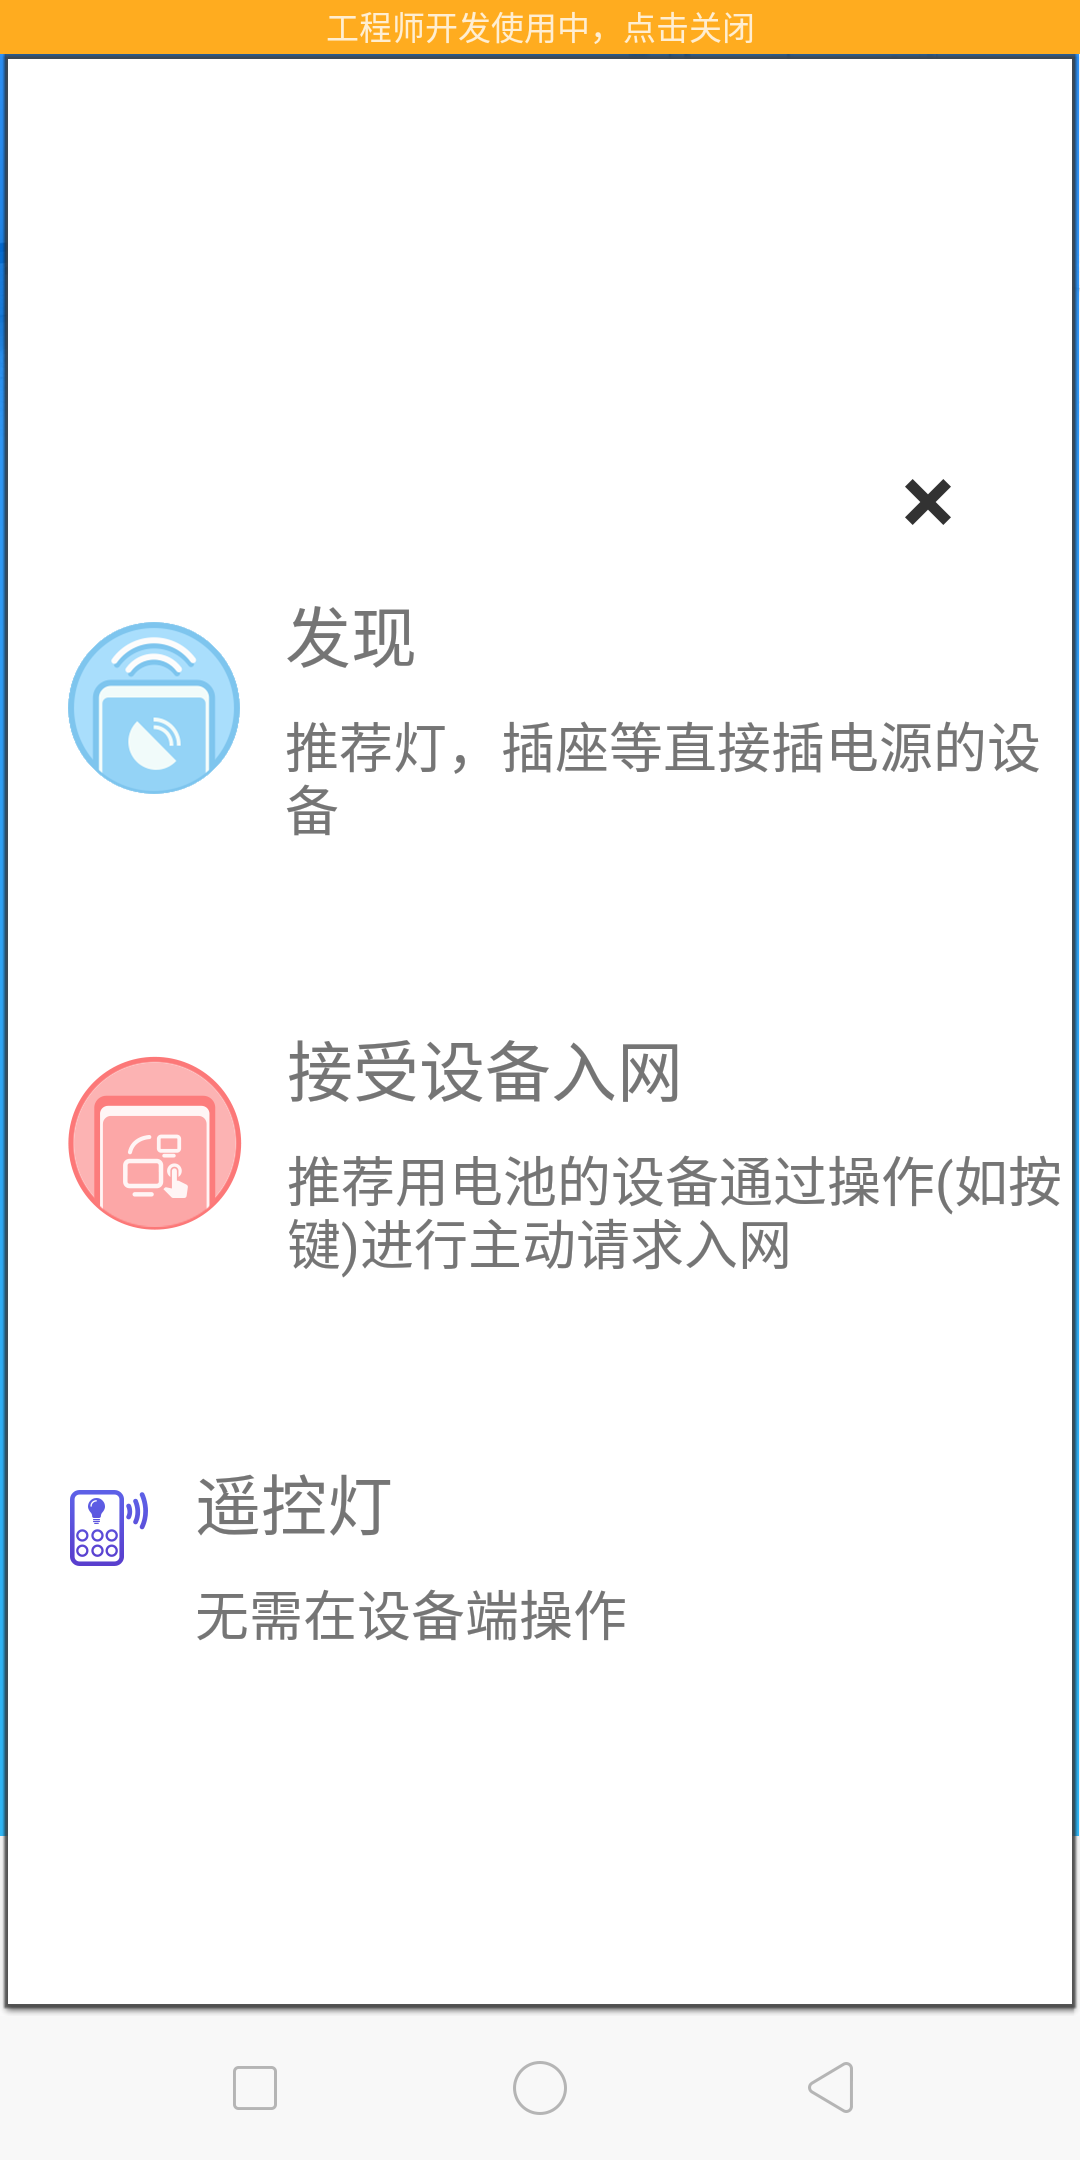 工程师开发使用中，点击关闭
发现
推荐灯，插座等直接插电源的设
备
接受设备入网
推荐用电池的设备通过操作(如按
键)进行主动请求入网
遥控灯
无需在设备端操作